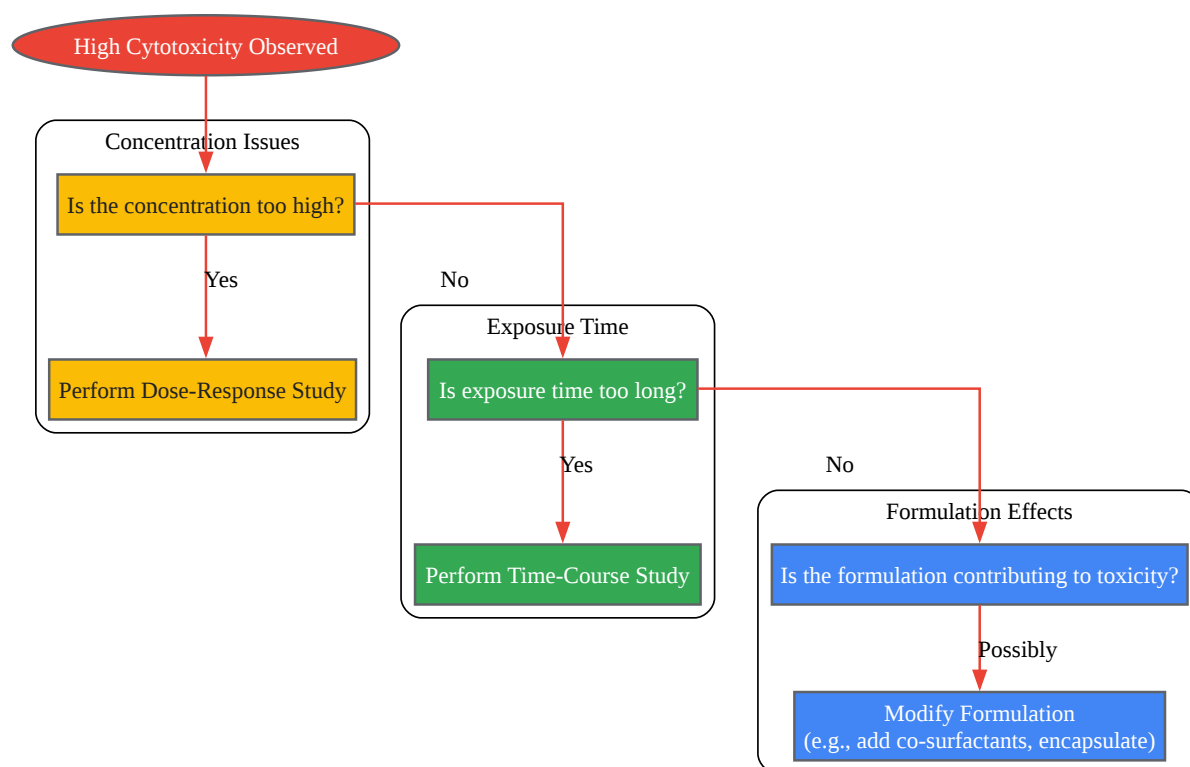 High Cytotoxicity Observed
Concentration Issues
Is the concentration too high?
Yes
No
Perform Dose-Response Study
Exposure Time
Is exposure time too long?
Yes
No
Perform Time-Course Study
Formulation Effects
Is the formulation contributing to toxicity?
Possibly
Modify Formulation
(e.g., add co-surfactants, encapsulate)